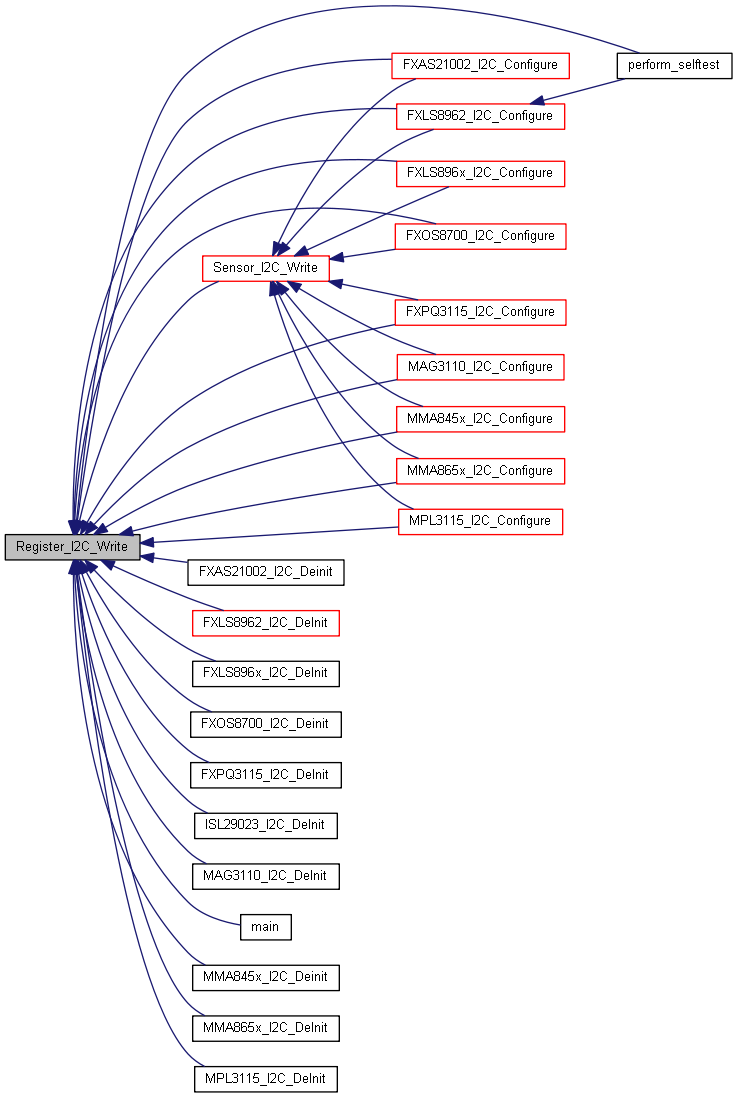 perform_selftest
FXAS21002_I2C_Configure
FXLS8962_I2C_Configure
FXLS896x_I2C_Configure
FXOS8700_I2C_Configure
Sensor_I2C_Write
FXPQ3115_I2C_Configure
MAG3110_I2C_Configure
MMA845x_I2C_Configure
MMA865x_I2C_Configure
MPL3115_I2C_Configure
Register_I2C_Write
FXAS21002_I2C_Deinit
FXLS8962_I2C_DeInit
FXLS896x_I2C_DeInit
FXOS8700_I2C_Deinit
FXPQ3115_I2C_DeInit
ISL29023_I2C_DeInit
MAG3110_I2C_DeInit
main
MMA845x_I2C_Deinit
MMA865x_I2C_DeInit
MPL3115_I2C_DeInit